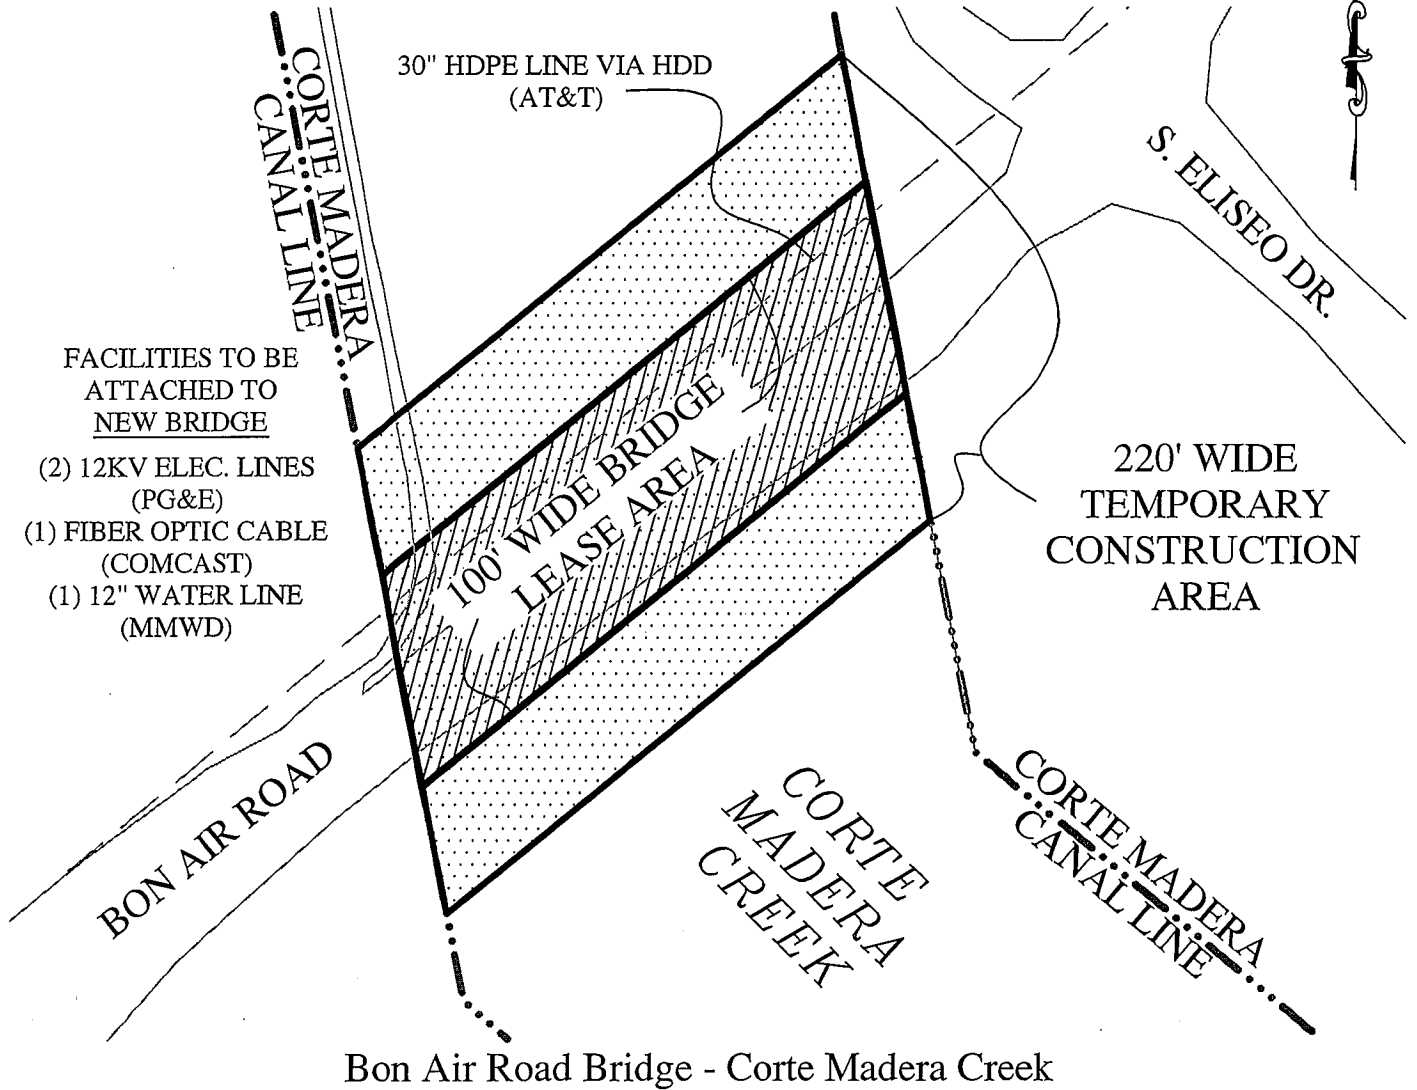 CORTE MADERA
CANAL LINE
30" HDPE LINE VIA HDD
(AT&T)
S. ELISEO DR.
FACILITIES TO BE
ATTACHED TO
NEW BRIDGE
(2) 12KV ELEC. LINES
(PG&E)
(1) FIBER OPTIC CABLE
(COMCAST)
(1) 12" WATER LINE
(MMWD)
100' WIDE BRIDGE
LEASE AREA
220' WIDE
TEMPORARY
CONSTRUCTION
AREA
BON AIR ROAD
CORTE
MADERA
CREEK
CORTE MADERA
CANAL LINE
Bon Air Road Bridge - Corte Madera Creek